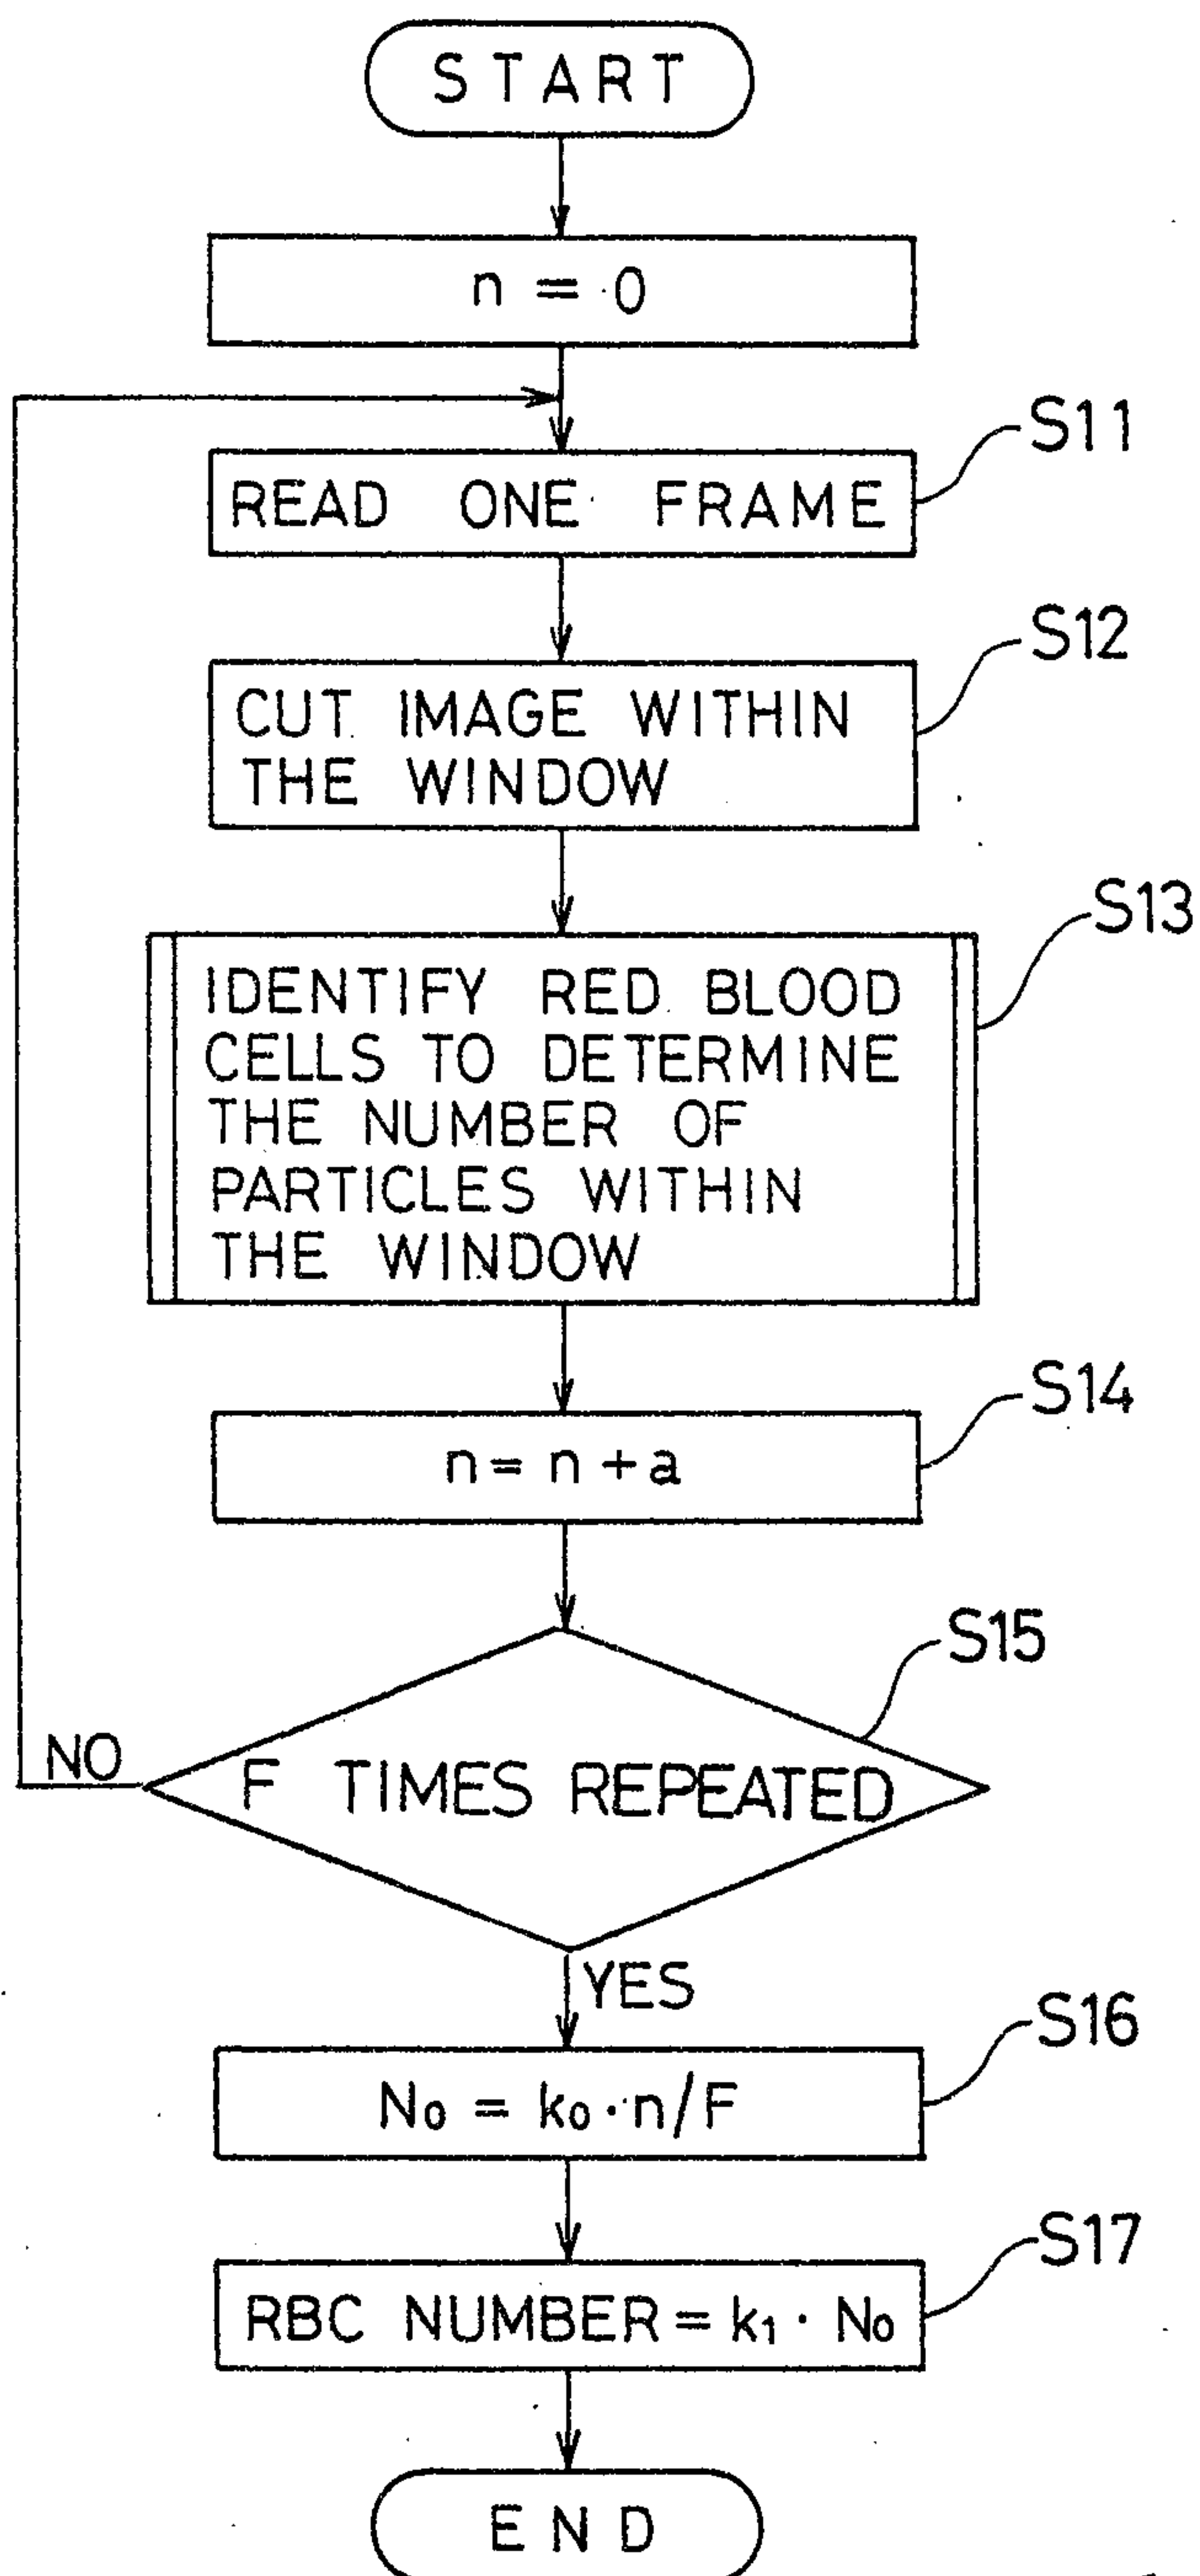 START
n = 0
S11
READ ONE FRAME
S12
CUT IMAGE WITHIN
THE WINDOW
S13
IDENTIFY RED BLOOD
CELLS TO DETERMINE
THE NUMBER OF
PARTICLES WITHIN
THE WINDOW
S14
n = n + a
S15
F TIMES REPEATED
NO
YES
S16
N₀ = k₀・n/F
S17
RBC NUMBER = k₁・N₀
END